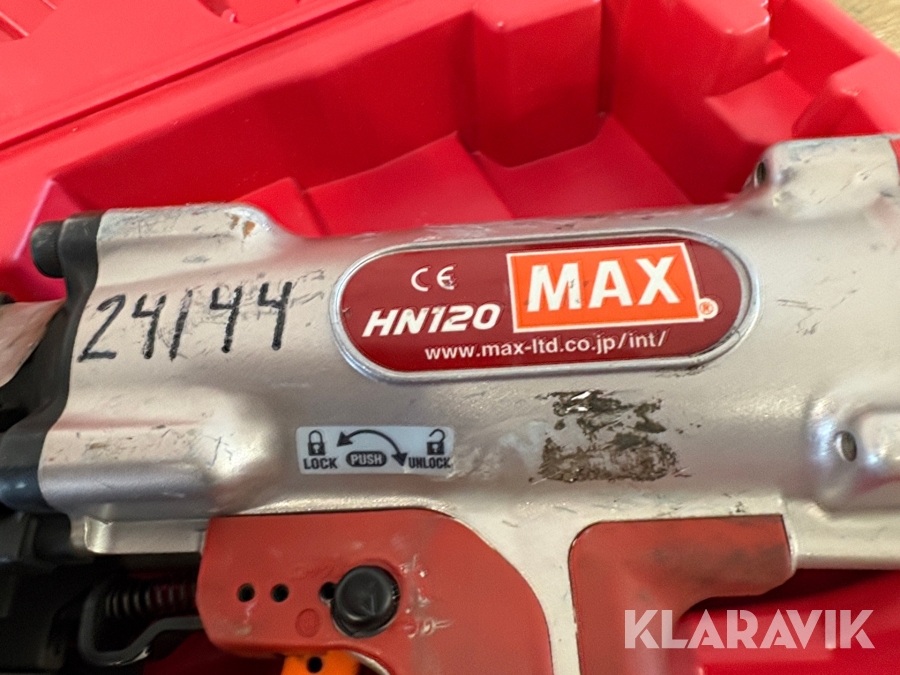 24144
CE
HN120
MAX®
www.max-ltd.co.jp/int/
LOCK PUSH UNLOCK
KLARAVIK